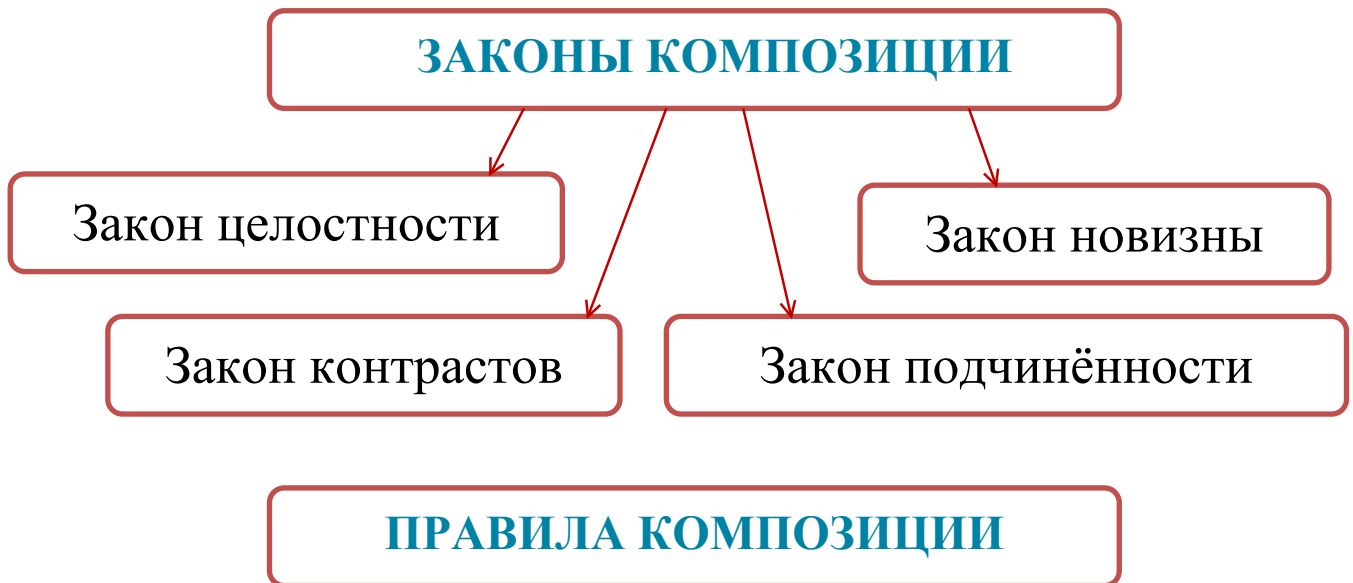 ЗАКОНЫ КОМПОЗИЦИИ
Закон целостности
Закон новизны
Закон контрастов
Закон подчинённости
ПРАВИЛА КОМПОЗИЦИИ